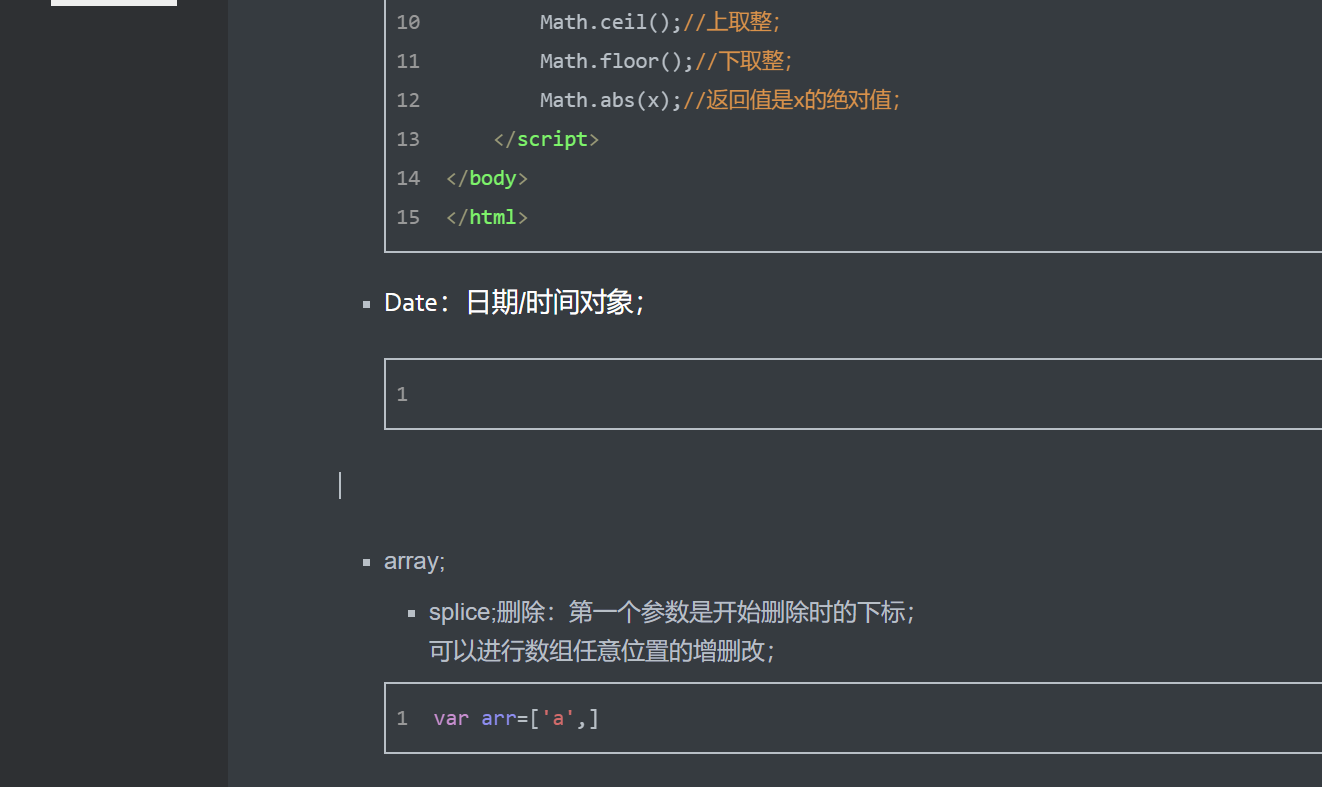 10 Math.ceil();//上取整;
11 Math.floor();//下取整;
12 Math.abs(x);//返回值是x的绝对值;
13 </script>
14 </body>
15 </html>
Date：日期/时间对象；
1
array;
splice;删除：第一个参数是开始删除时的下标；
可以进行数组任意位置的增删改；
1 var arr=['a',]